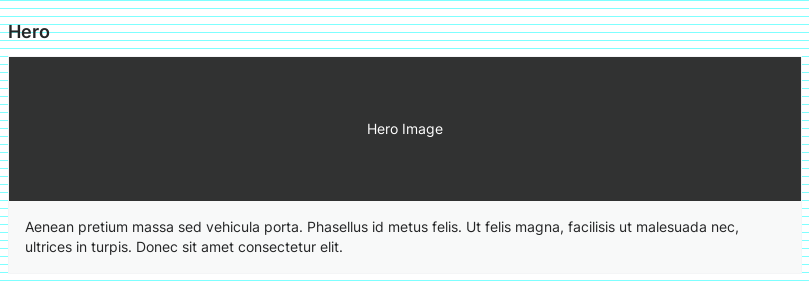 Hero
Hero Image
Aenean pretium massa sed vehicula porta. Phasellus id metus felis. Ut felis magna, facilisis ut malesuada nec,
ultrices in turpis. Donec sit amet consectetur elit.